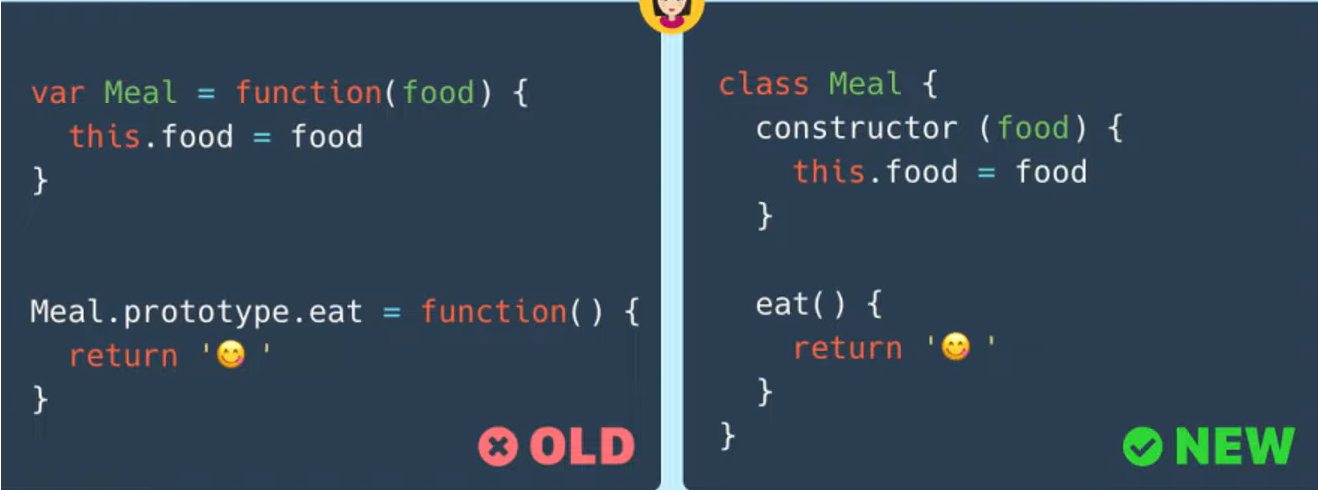 var Meal = function(food) {
  this.food = food
}
Meal.prototype.eat = function() {
  return '😋 '
}
OLD
class Meal {
  constructor (food) {
    this.food = food
  }
  eat() {
    return '😋 '
  }
}
NEW